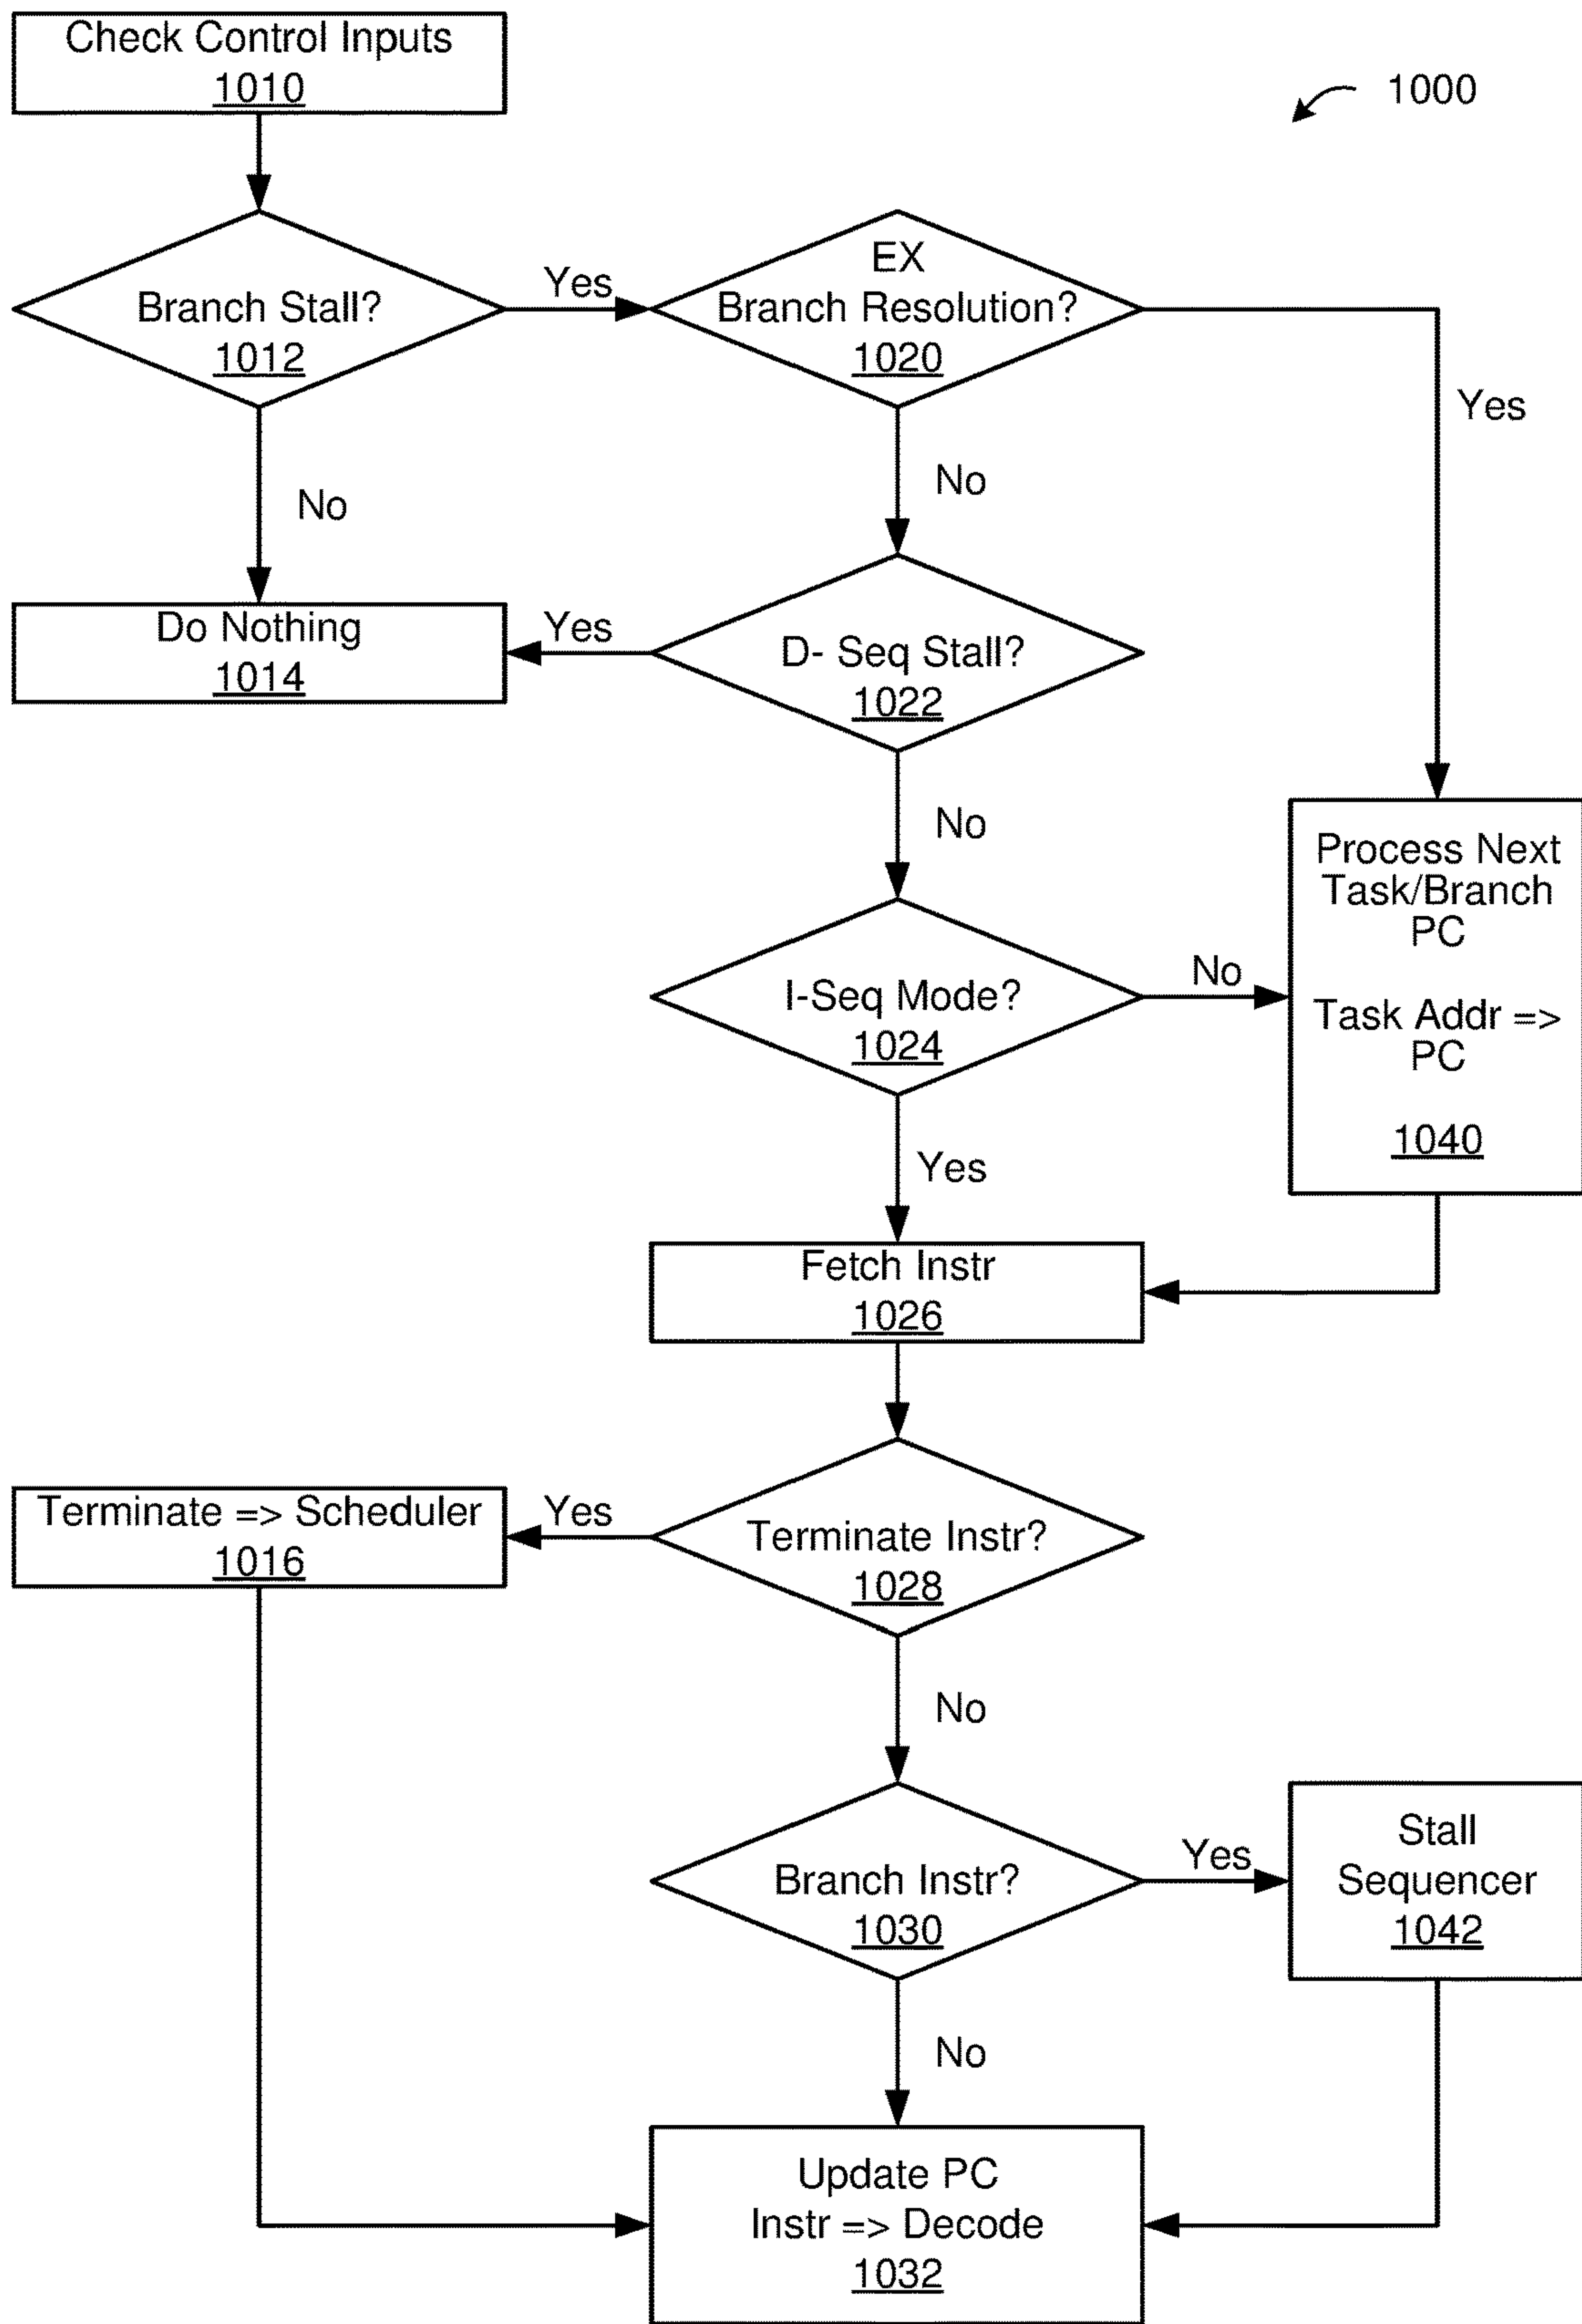 Check Control Inputs
1010
1000
Branch Stall?
1012
Yes
EX
Branch Resolution?
1020
Yes
No
No
Do Nothing
1014
Yes
D- Seq Stall?
1022
No
Process Next
Task/Branch
PC
Task Addr =>
PC
1040
I-Seq Mode?
1024
No
Yes
Fetch Instr
1026
Terminate => Scheduler
1016
Yes
Terminate Instr?
1028
No
Branch Instr?
1030
Yes
Stall
Sequencer
1042
No
Update PC
Instr => Decode
1032